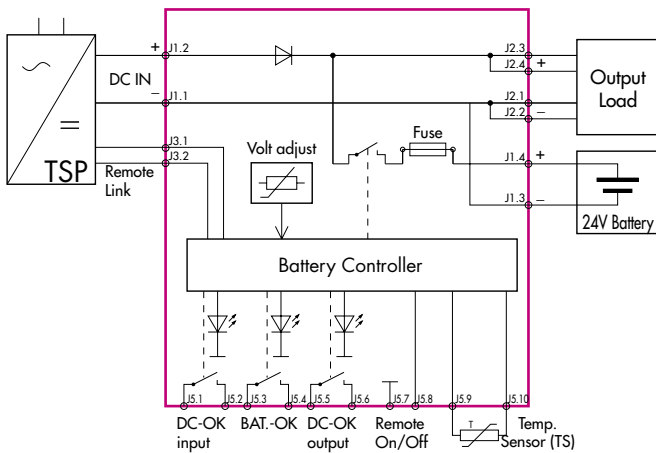 +
J1.2
DC IN
−
J1.1
J3.1
J3.2
TSP
Remote
Link
Volt adjust
Fuse
J2.3
J2.4
+
J2.1
J2.2
−
Output
Load
J1.4
+
J1.3
−
24V Battery
Battery Controller
J5.1
J5.2
J5.3
J5.4
J5.5
J5.6
J5.7
J5.8
J5.9
J5.10
T
DC-OK
input
BAT.-OK
DC-OK
output
Remote
On/Off
Temp.
Sensor (TS)